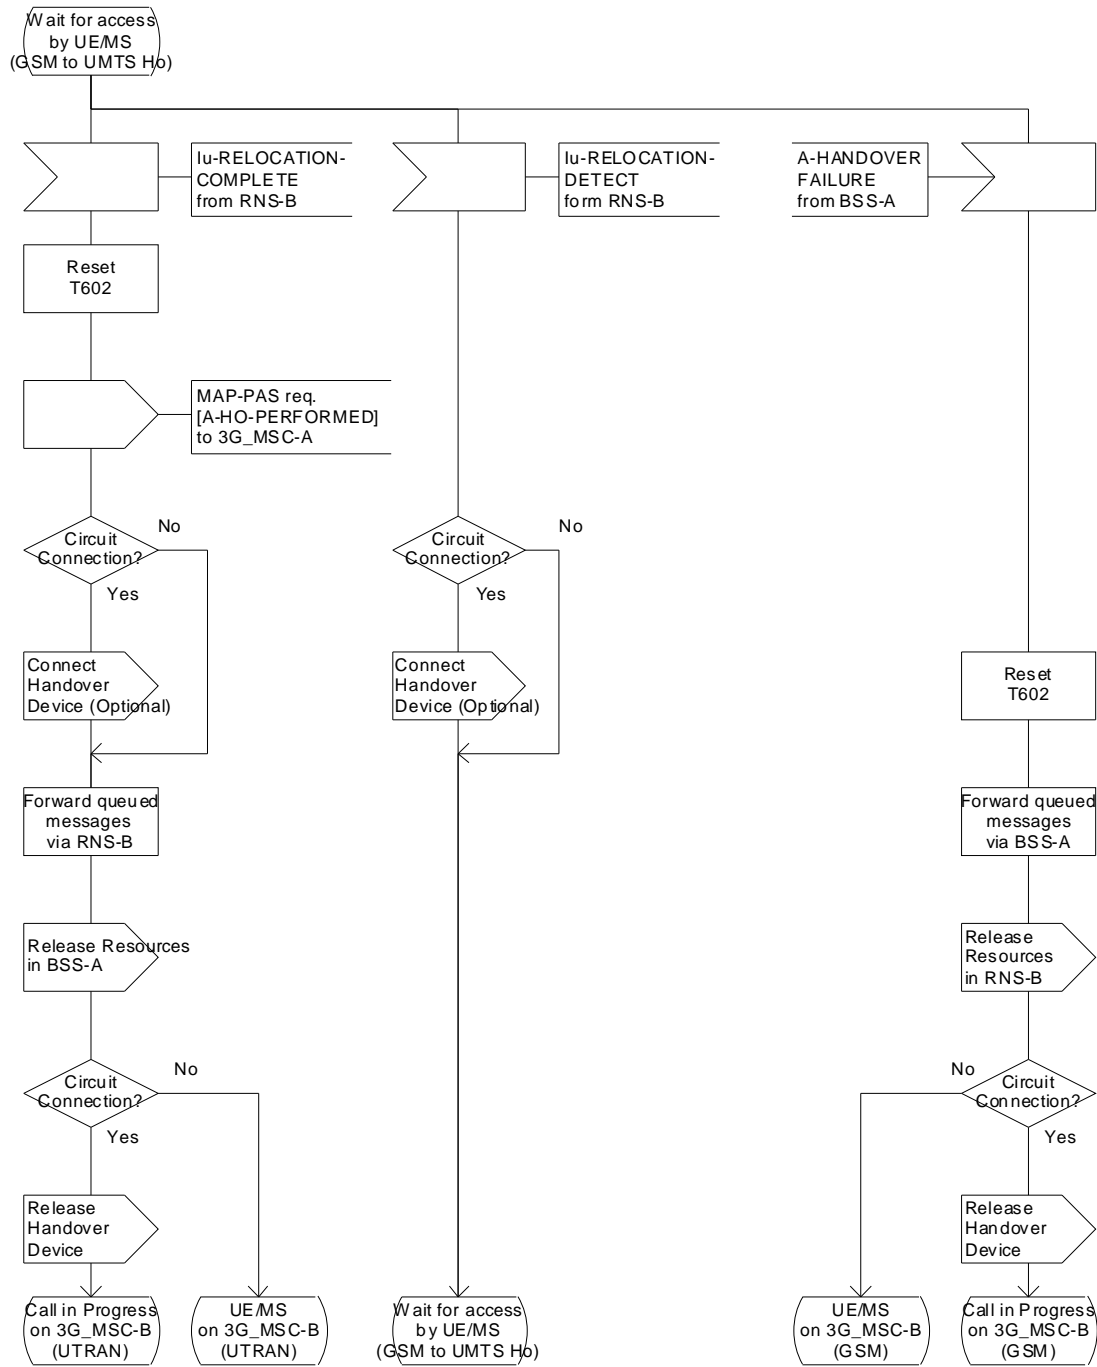 Wait for access
by UE/MS
(GSM to UMTS Ho)
Iu-RELOCATION-
COMPLETE
from RNS-B
Iu-RELOCATION-
DETECT
form RNS-B
A-HANDOVER
FAILURE
from BSS-A
Reset
T602
MAP-PAS req.
[A-HO-PERFORMED]
to 3G_MSC-A
Circuit
Connection?
No
Yes
Circuit
Connection?
No
Yes
Connect
Handover
Device (Optional)
Connect
Handover
Device (Optional)
Reset
T602
Forward queued
messages
via RNS-B
Forward queued
messages
via BSS-A
Release Resources
in BSS-A
Release
Resources
in RNS-B
Circuit
Connection?
No
Yes
No
Circuit
Connection?
Yes
Release
Handover
Device
Release
Handover
Device
Call in Progress
on 3G_MSC-B
(UTRAN)
UE/MS
on 3G_MSC-B
(UTRAN)
Wait for access
by UE/MS
(GSM to UMTS Ho)
UE/MS
on 3G_MSC-B
(GSM)
Call in Progress
on 3G_MSC-B
(GSM)